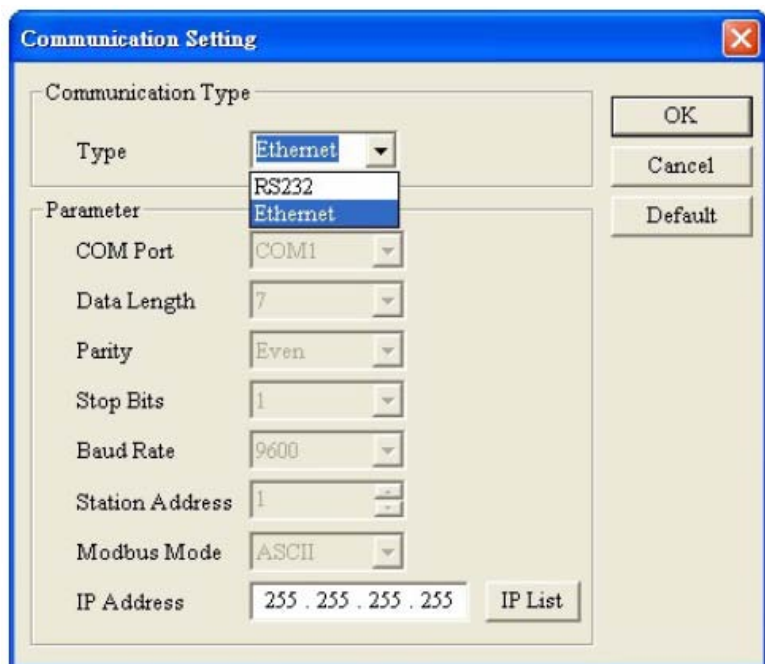 Communication Setting
Communication Type
Type Ethernet
RS232
Ethernet
OK
Cancel
Default
Parameter
COM Port COM1
Data Length 7
Parity Even
Stop Bits 1
Baud Rate 9600
Station Address 1
Modbus Mode ASCII
IP Address 255 . 255 . 255 . 255 IP List